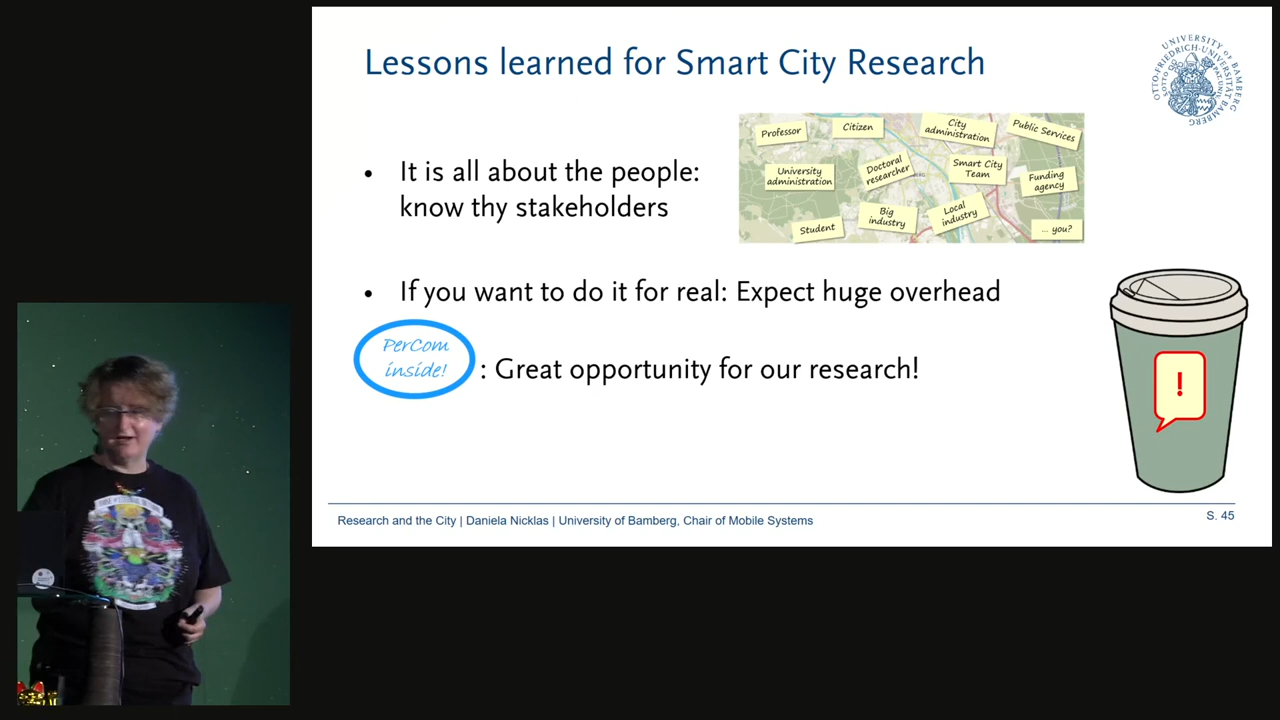 Lessons learned for Smart City Research
UNIVERSITY of BAMBERG
OTTO-FRIEDRICH-UNIVERSITÄT BAMBERG
It is all about the people:
know thy stakeholders
Professor
Citizen
City
administration
Public Services
University
administration
Doctoral
researcher
Smart City
Team
Funding
agency
Student
Big
industry
Local
industry
... you?
If you want to do it for real: Expect huge overhead
PerCom
inside!
: Great opportunity for our research!
!
Research and the City | Daniela Nicklas | University of Bamberg, Chair of Mobile Systems
S. 45